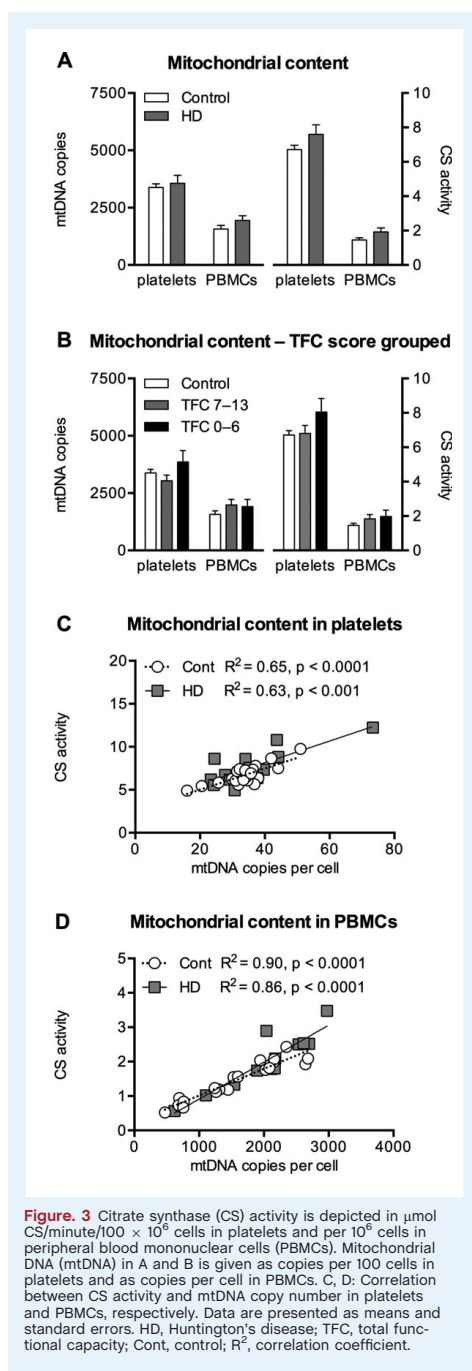 A Mitochondrial content
7500
5000
2500
0
mtDNA copies
Control
HD
10
8
6
4
2
0
CS activity
platelets PBMCs platelets PBMCs
B Mitochondrial content – TFC score grouped
7500
5000
2500
0
mtDNA copies
Control
TFC 7–13
TFC 0–6
10
8
6
4
2
0
CS activity
platelets PBMCs platelets PBMCs
C Mitochondrial content in platelets
20
15
10
5
0
CS activity
Cont R² = 0.65, p < 0.0001
HD R² = 0.63, p < 0.001
0 20 40 60 80
mtDNA copies per cell
D Mitochondrial content in PBMCs
5
4
3
2
1
0
CS activity
Cont R² = 0.90, p < 0.0001
HD R² = 0.86, p < 0.0001
0 1000 2000 3000 4000
mtDNA copies per cell
Figure. 3 Citrate synthase (CS) activity is depicted in μmol
CS/minute/100 × 10⁶ cells in platelets and per 10⁶ cells in
peripheral blood mononuclear cells (PBMCs). Mitochondrial
DNA (mtDNA) in A and B is given as copies per 100 cells in
platelets and as copies per cell in PBMCs. C, D: Correlation
between CS activity and mtDNA copy number in platelets
and PBMCs, respectively. Data are presented as means and
standard errors. HD, Huntington's disease; TFC, total func-
tional capacity; Cont, control; R², correlation coefficient.